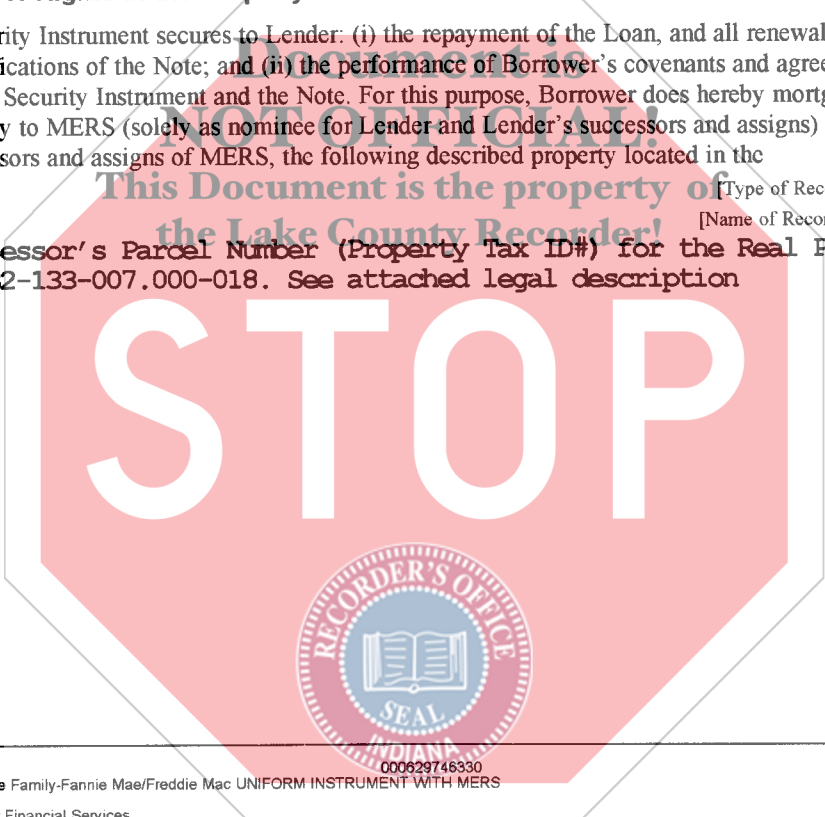 rity Instrument secures to Lender: (i) the repayment of the Loan, and all renewal
ications of the Note; and (ii) the performance of Borrower's covenants and agree
Security Instrument and the Note. For this purpose, Borrower does hereby mortg
y to MERS (solely as nominee for Lender and Lender's successors and assigns)
sors and assigns of MERS, the following described property located in the
[Type of Rec
[Name of Recor
Document is
NOT OFFICIAL!
This Document is the property of
the Lake County Recorder!
essor's Parcel Number (Property Tax ID#) for the Real P
2-133-007.000-018. See attached legal description
STOP
RECORDER'S OFFICE
SEAL
INDIANA
000629746330
e Family-Fannie Mae/Freddie Mac UNIFORM INSTRUMENT WITH MERS
Financial Services